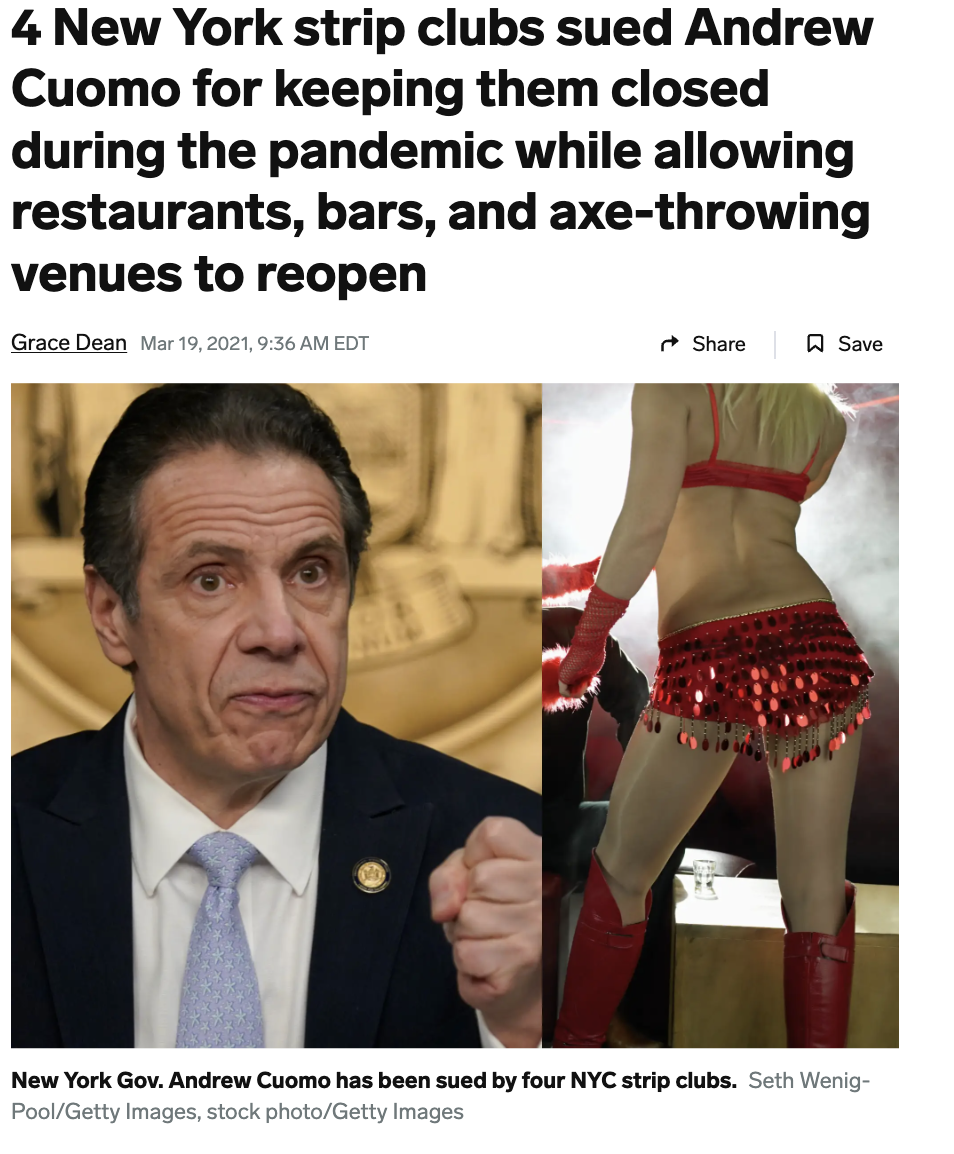 4 New York strip clubs sued Andrew
Cuomo for keeping them closed
during the pandemic while allowing
restaurants, bars, and axe-throwing
venues to reopen
Grace Dean Mar 19, 2021, 9:36 AM EDT Share Save
New York Gov. Andrew Cuomo has been sued by four NYC strip clubs. Seth Wenig-
Pool/Getty Images, stock photo/Getty Images